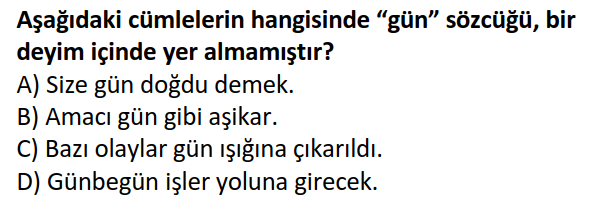 Aşağıdaki cümlelerin hangisinde “gün” sözcüğü, bir
deyim içinde yer almamıştır?
A) Size gün doğdu demek.
B) Amacı gün gibi aşikar.
C) Bazı olaylar gün ışığına çıkarıldı.
D) Günbegün işler yoluna girecek.